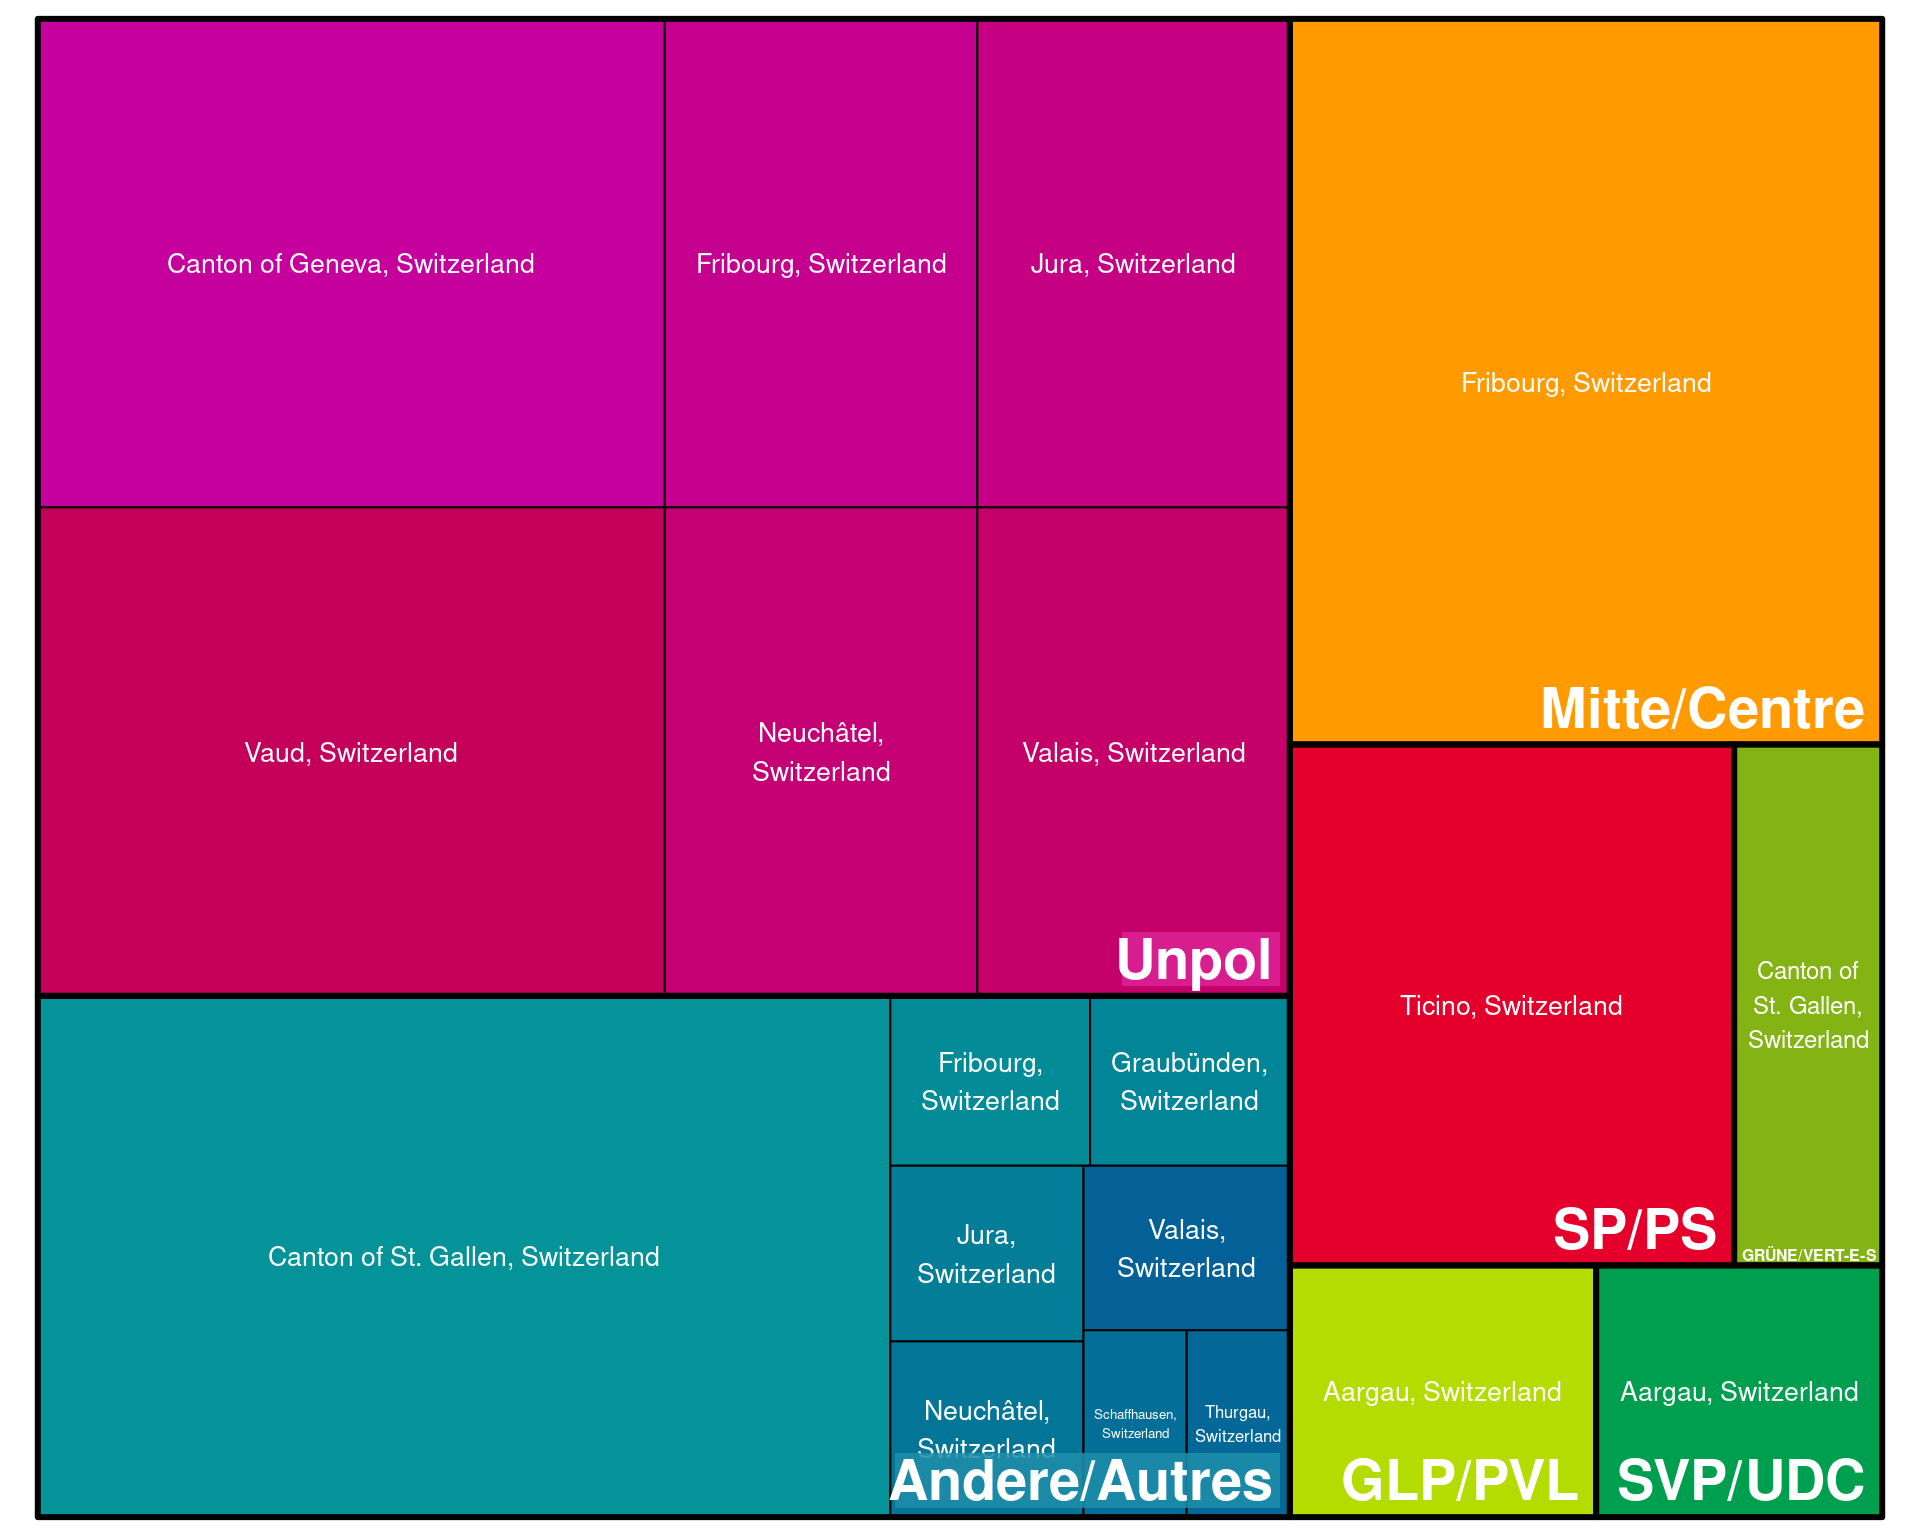 Canton of Geneva, Switzerland
Fribourg, Switzerland
Jura, Switzerland
Vaud, Switzerland
Neuchâtel,
Switzerland
Valais, Switzerland
Unpol
Canton of St. Gallen, Switzerland
Fribourg,
Switzerland
Graubünden,
Switzerland
Jura,
Switzerland
Valais,
Switzerland
Neuchâtel,
Switzerland
Schaffhausen,
Switzerland
Thurgau,
Switzerland
Andere/Autres
Fribourg, Switzerland
Mitte/Centre
Ticino, Switzerland
SP/PS
Canton of
St. Gallen,
Switzerland
GRÜNE/VERT-E-S
Aargau, Switzerland
GLP/PVL
Aargau, Switzerland
SVP/UDC